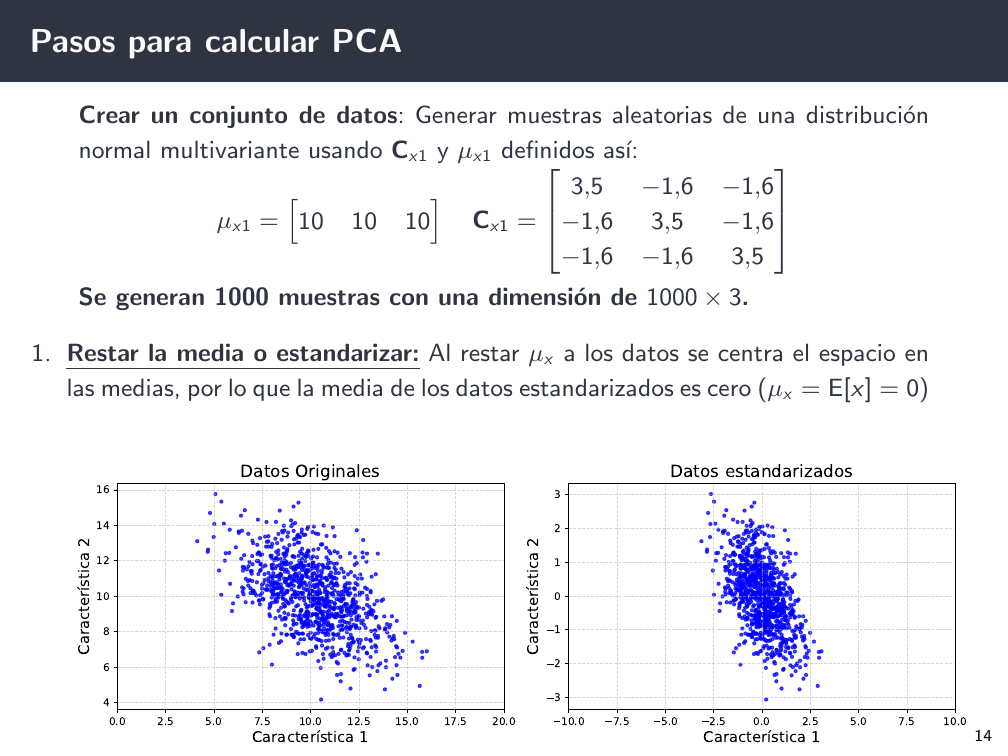 Pasos para calcular PCA
Crear un conjunto de datos: Generar muestras aleatorias de una distribución
normal multivariante usando Cx1 y μx1 definidos así:
μx1 = [10 10 10] Cx1 = [3,5 −1,6 −1,6
−1,6 3,5 −1,6
−1,6 −1,6 3,5]
Se generan 1000 muestras con una dimensión de 1000 × 3.
1. Restar la media o estandarizar: Al restar μx a los datos se centra el espacio en
las medias, por lo que la media de los datos estandarizados es cero (μx = E[x] = 0)
Datos Originales
16
14
12
10
8
6
4
Característica 2
0.0 2.5 5.0 7.5 10.0 12.5 15.0 17.5 20.0
Característica 1
Datos estandarizados
3
2
1
0
−1
−2
−3
Característica 2
−10.0 −7.5 −5.0 −2.5 0.0 2.5 5.0 7.5 10.0
Característica 1
14